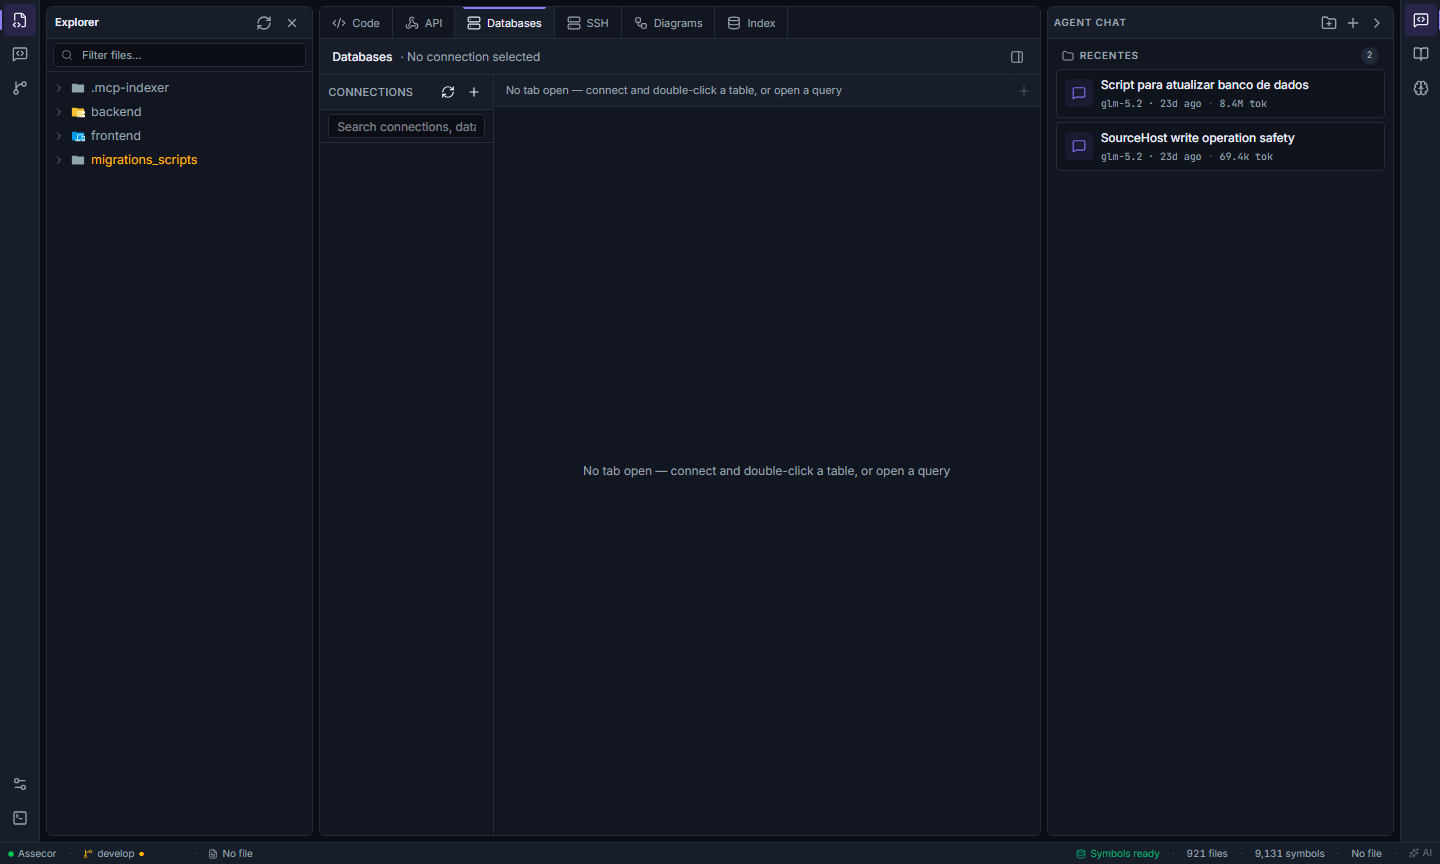 Explorer
Filter files...
.mcp-indexer
backend
frontend
migrations_scripts
Code
API
Databases
SSH
Diagrams
Index
Databases · No connection selected
CONNECTIONS
Search connections, data
No tab open — connect and double-click a table, or open a query
No tab open — connect and double-click a table, or open a query
AGENT CHAT
RECENTES
2
Script para atualizar banco de dados
glm-5.2 · 23d ago · 8.4M tok
SourceHost write operation safety
glm-5.2 · 23d ago · 69.4k tok
Assecor · develop · No file
Symbols ready · 921 files · 9,131 symbols · No file · AI